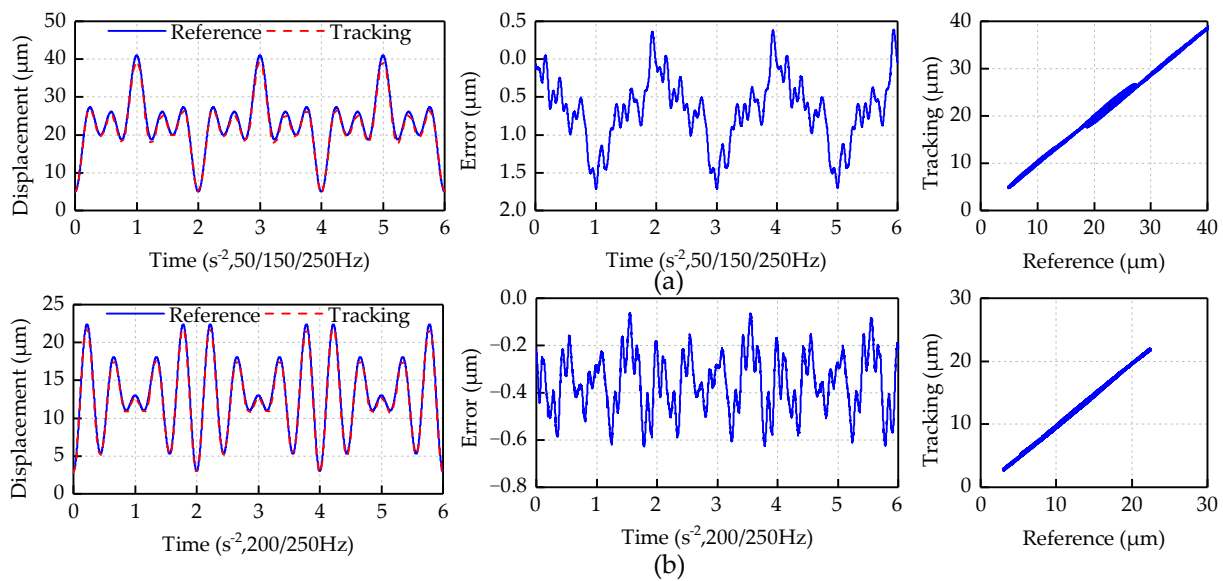 Displacement (μm)
50
40
30
20
10
0
Reference
Tracking
0 1 2 3 4 5 6
Time (s⁻²,50/150/250Hz)
Error (μm)
0.5
0.0
0.5
1.0
1.5
2.0
0 1 2 3 4 5 6
Time (s⁻²,50/150/250Hz)
Tracking (μm)
40
30
20
10
0
0 10 20 30 40
Reference (μm)
(a)
Displacement (μm)
25
20
15
10
5
0
Reference
Tracking
0 1 2 3 4 5 6
Time (s⁻²,200/250Hz)
Error (μm)
0.0
−0.2
−0.4
−0.6
−0.8
0 1 2 3 4 5 6
Time (s⁻²,200/250Hz)
Tracking (μm)
30
20
10
0
0 10 20 30
Reference (μm)
(b)